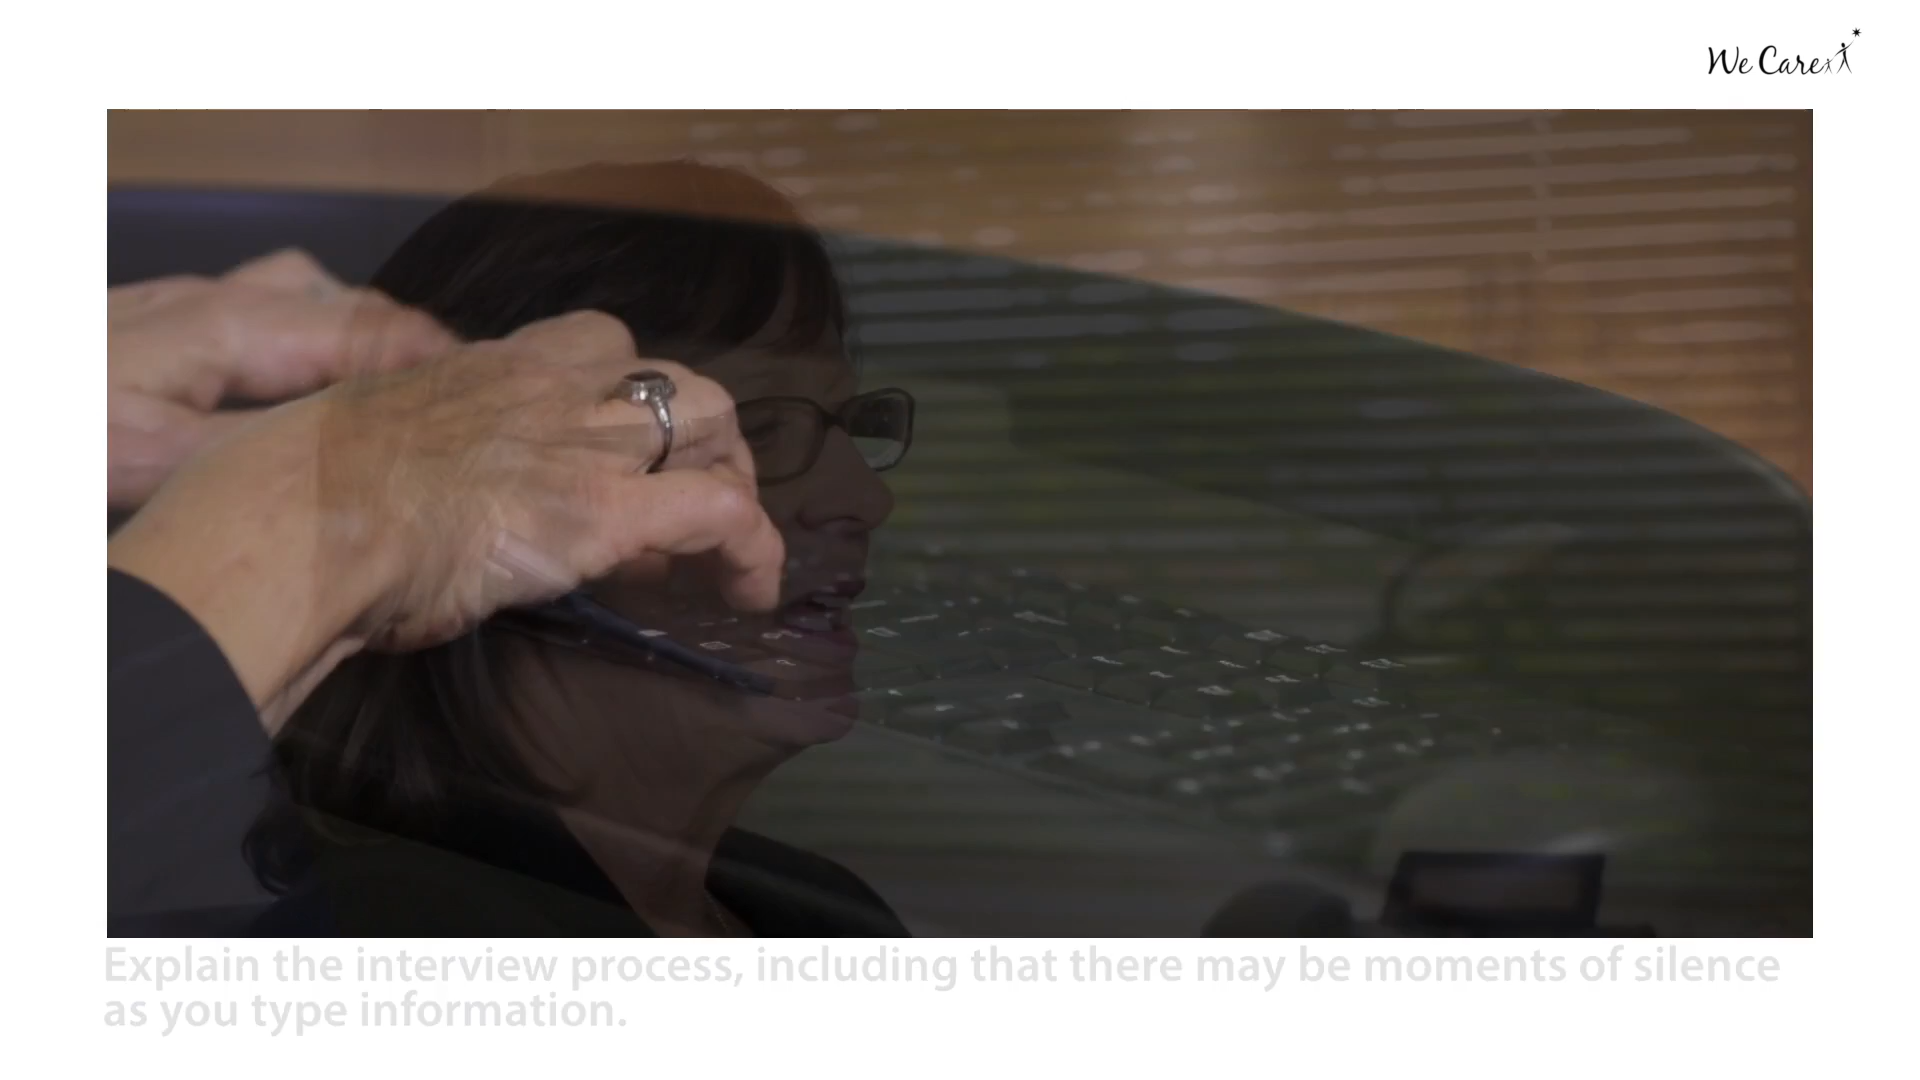 We Care
Explain the interview process, including that there may be moments of silence
as you type information.